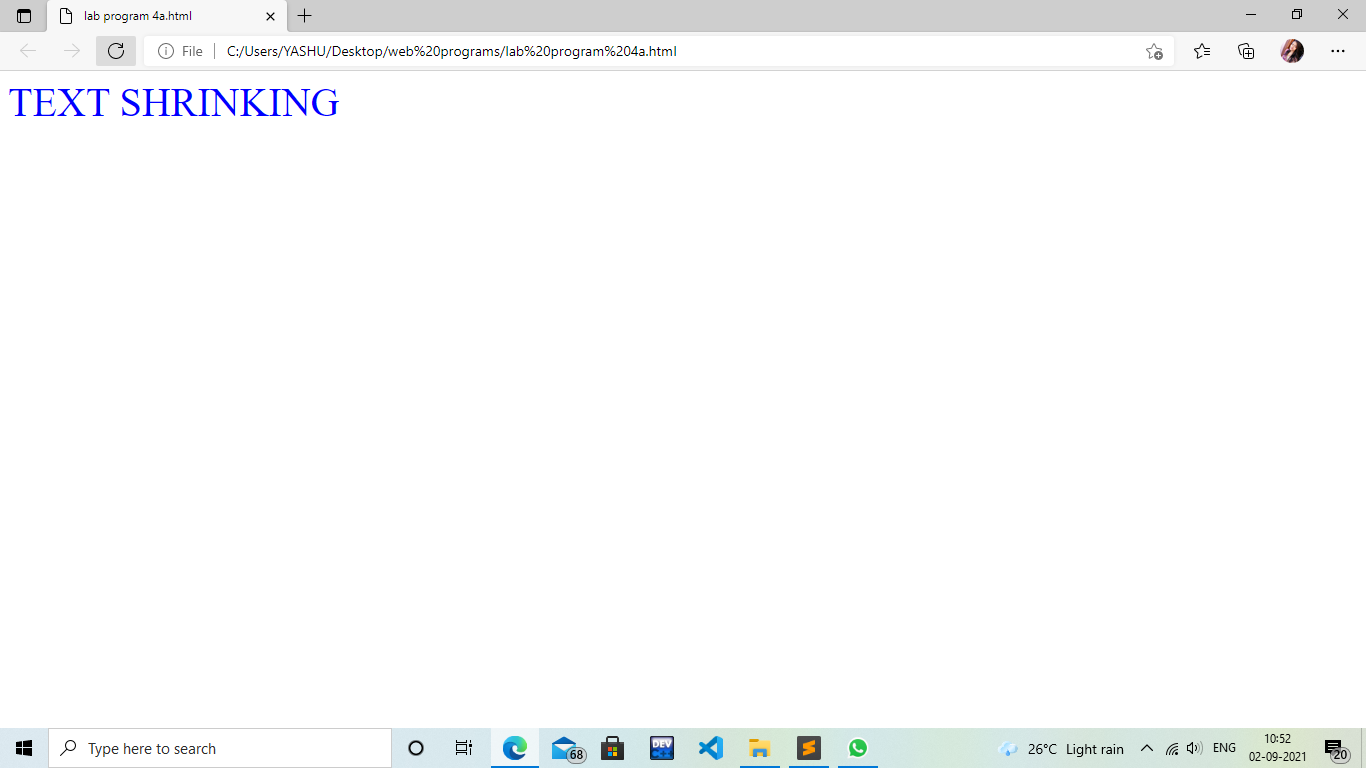 lab program 4a.html
File
C:/Users/YASHU/Desktop/web%20programs/lab%20program%204a.html
TEXT SHRINKING
Type here to search
68
DEV
26°C Light rain
ENG
10:52
02-09-2021
20